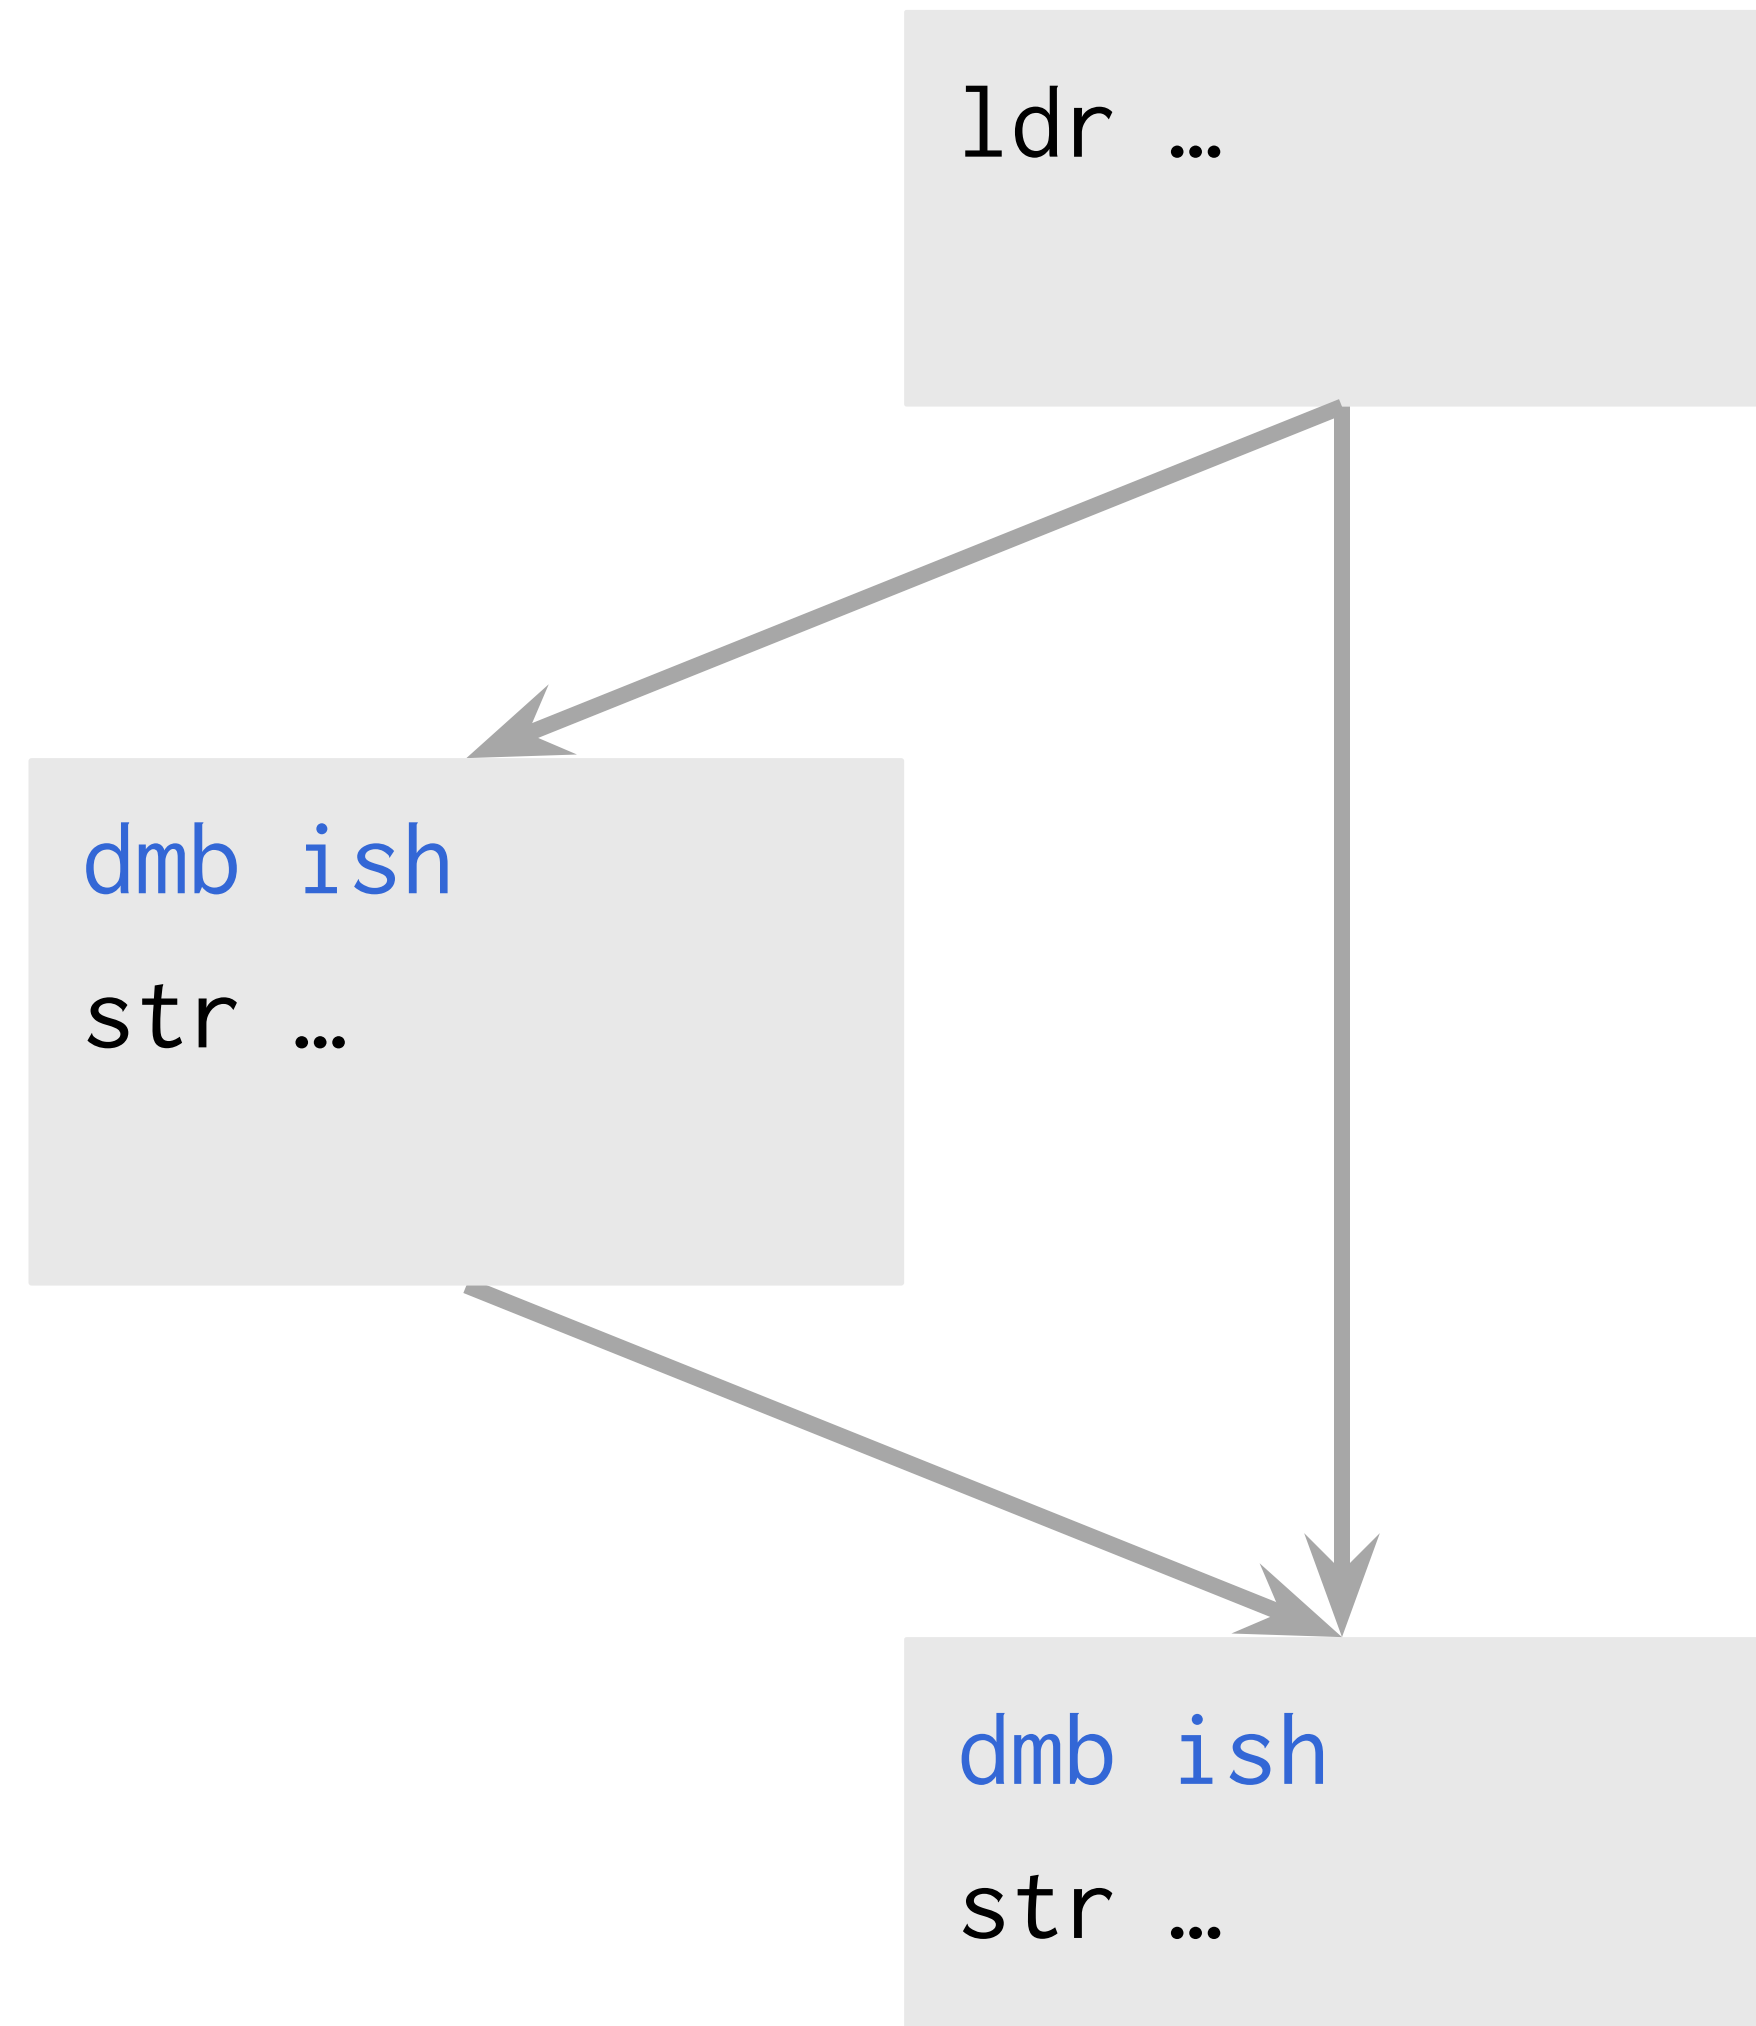 ldr …
dmb ish
str …
dmb ish
str …